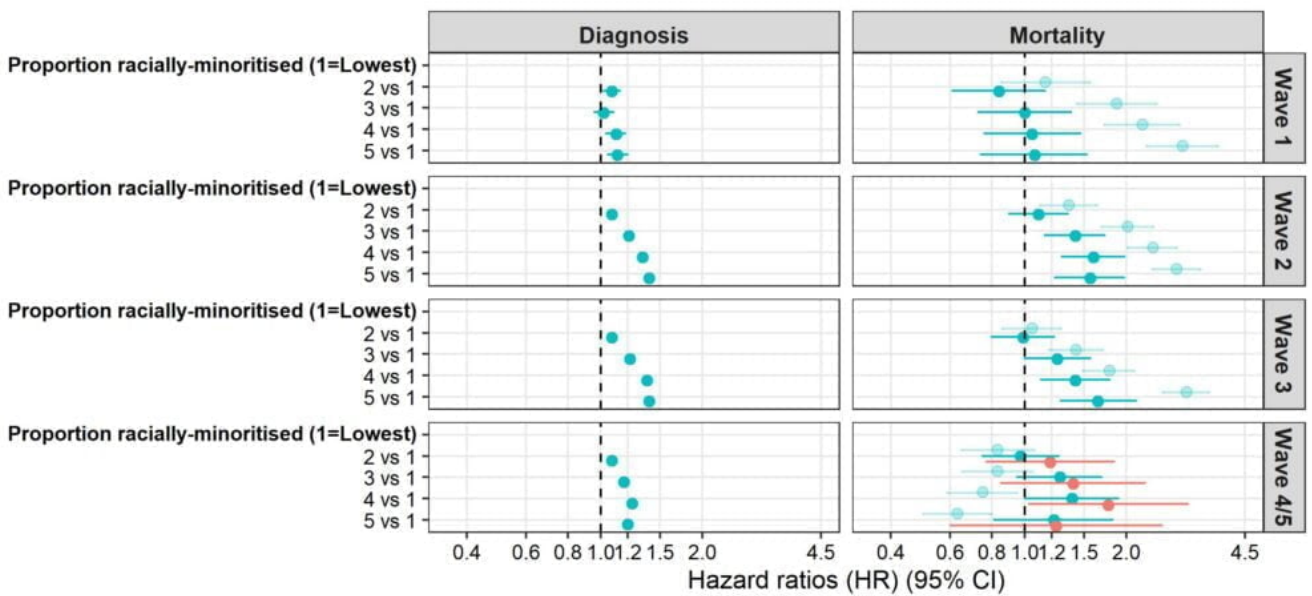 Diagnosis Mortality
Proportion racially-minoritised (1=Lowest)
2 vs 1
3 vs 1
4 vs 1
5 vs 1
Wave 1
Proportion racially-minoritised (1=Lowest)
2 vs 1
3 vs 1
4 vs 1
5 vs 1
Wave 2
Proportion racially-minoritised (1=Lowest)
2 vs 1
3 vs 1
4 vs 1
5 vs 1
Wave 3
Proportion racially-minoritised (1=Lowest)
2 vs 1
3 vs 1
4 vs 1
5 vs 1
Wave 4/5
0.4 0.6 0.8 1.0 1.2 1.5 2.0 4.5 0.4 0.6 0.8 1.0 1.2 1.5 2.0 4.5
Hazard ratios (HR) (95% CI)